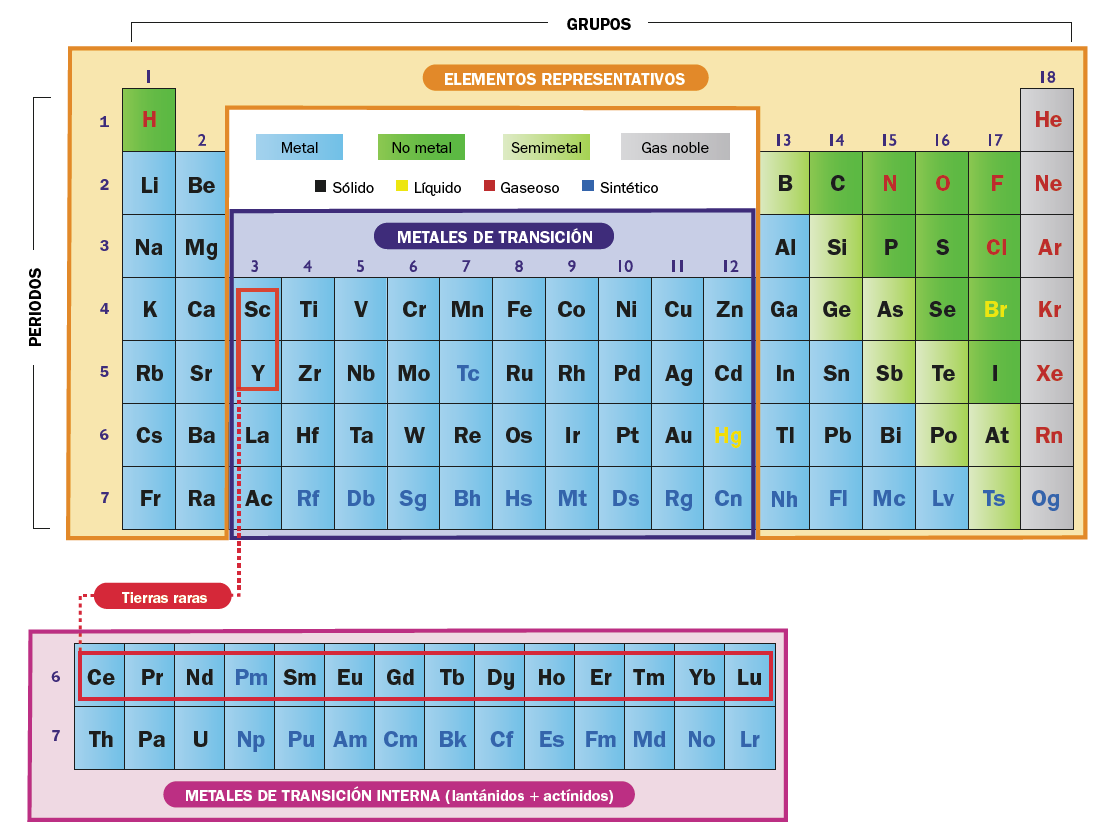 GRUPOS
ELEMENTOS REPRESENTATIVOS
1 18
1 H He
2 13 14 15 16 17
Metal No metal Semimetal Gas noble
Sólido Líquido Gaseoso Sintético
2 Li Be B C N O F Ne
METALES DE TRANSICIÓN
3 Na Mg Al Si P S Cl Ar
3 4 5 6 7 8 9 10 11 12
PERIODOS
4 K Ca Sc Ti V Cr Mn Fe Co Ni Cu Zn Ga Ge As Se Br Kr
5 Rb Sr Y Zr Nb Mo Tc Ru Rh Pd Ag Cd In Sn Sb Te I Xe
6 Cs Ba La Hf Ta W Re Os Ir Pt Au Hg Tl Pb Bi Po At Rn
7 Fr Ra Ac Rf Db Sg Bh Hs Mt Ds Rg Cn Nh Fl Mc Lv Ts Og
Tierras raras
6 Ce Pr Nd Pm Sm Eu Gd Tb Dy Ho Er Tm Yb Lu
7 Th Pa U Np Pu Am Cm Bk Cf Es Fm Md No Lr
METALES DE TRANSICIÓN INTERNA (lantánidos + actínidos)